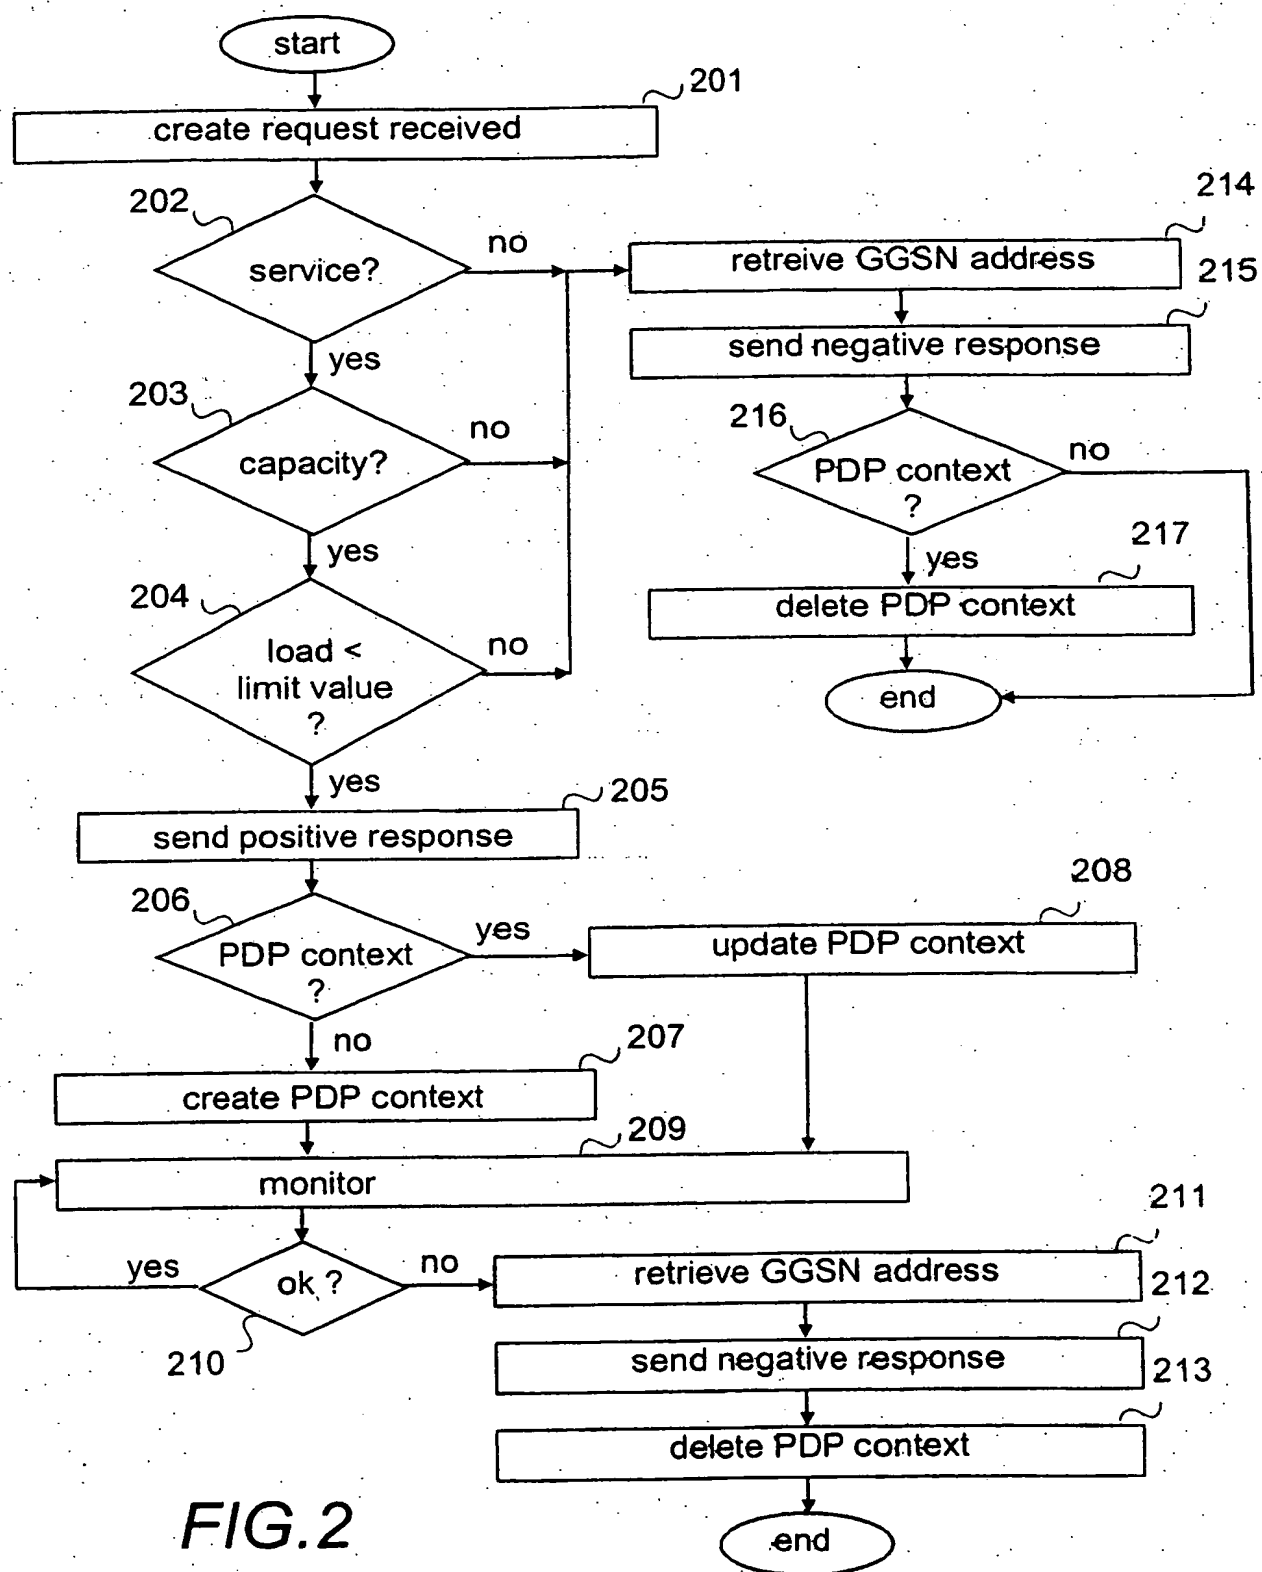 start
201
create request received
202
service?
no
yes
214
retreive GGSN address
215
send negative response
203
capacity?
no
yes
216
PDP context
?
no
yes
217
delete PDP context
end
204
load <
limit value
?
no
yes
205
send positive response
206
PDP context
?
yes
no
208
update PDP context
207
create PDP context
209
monitor
ok ?
yes
no
210
211
retrieve GGSN address
212
send negative response
213
delete PDP context
end
FIG.2